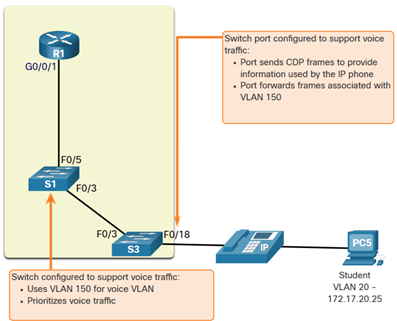 Switch port configured to support voice
traffic:
• Port sends CDP frames to provide
information used by the IP phone
• Port forwards frames associated with
VLAN 150
R1
G0/0/1
F0/5
S1
F0/3
F0/3
F0/18
S3
IP
PC5
Student
VLAN 20 -
172.17.20.25
Switch configured to support voice traffic:
• Uses VLAN 150 for voice VLAN
• Prioritizes voice traffic